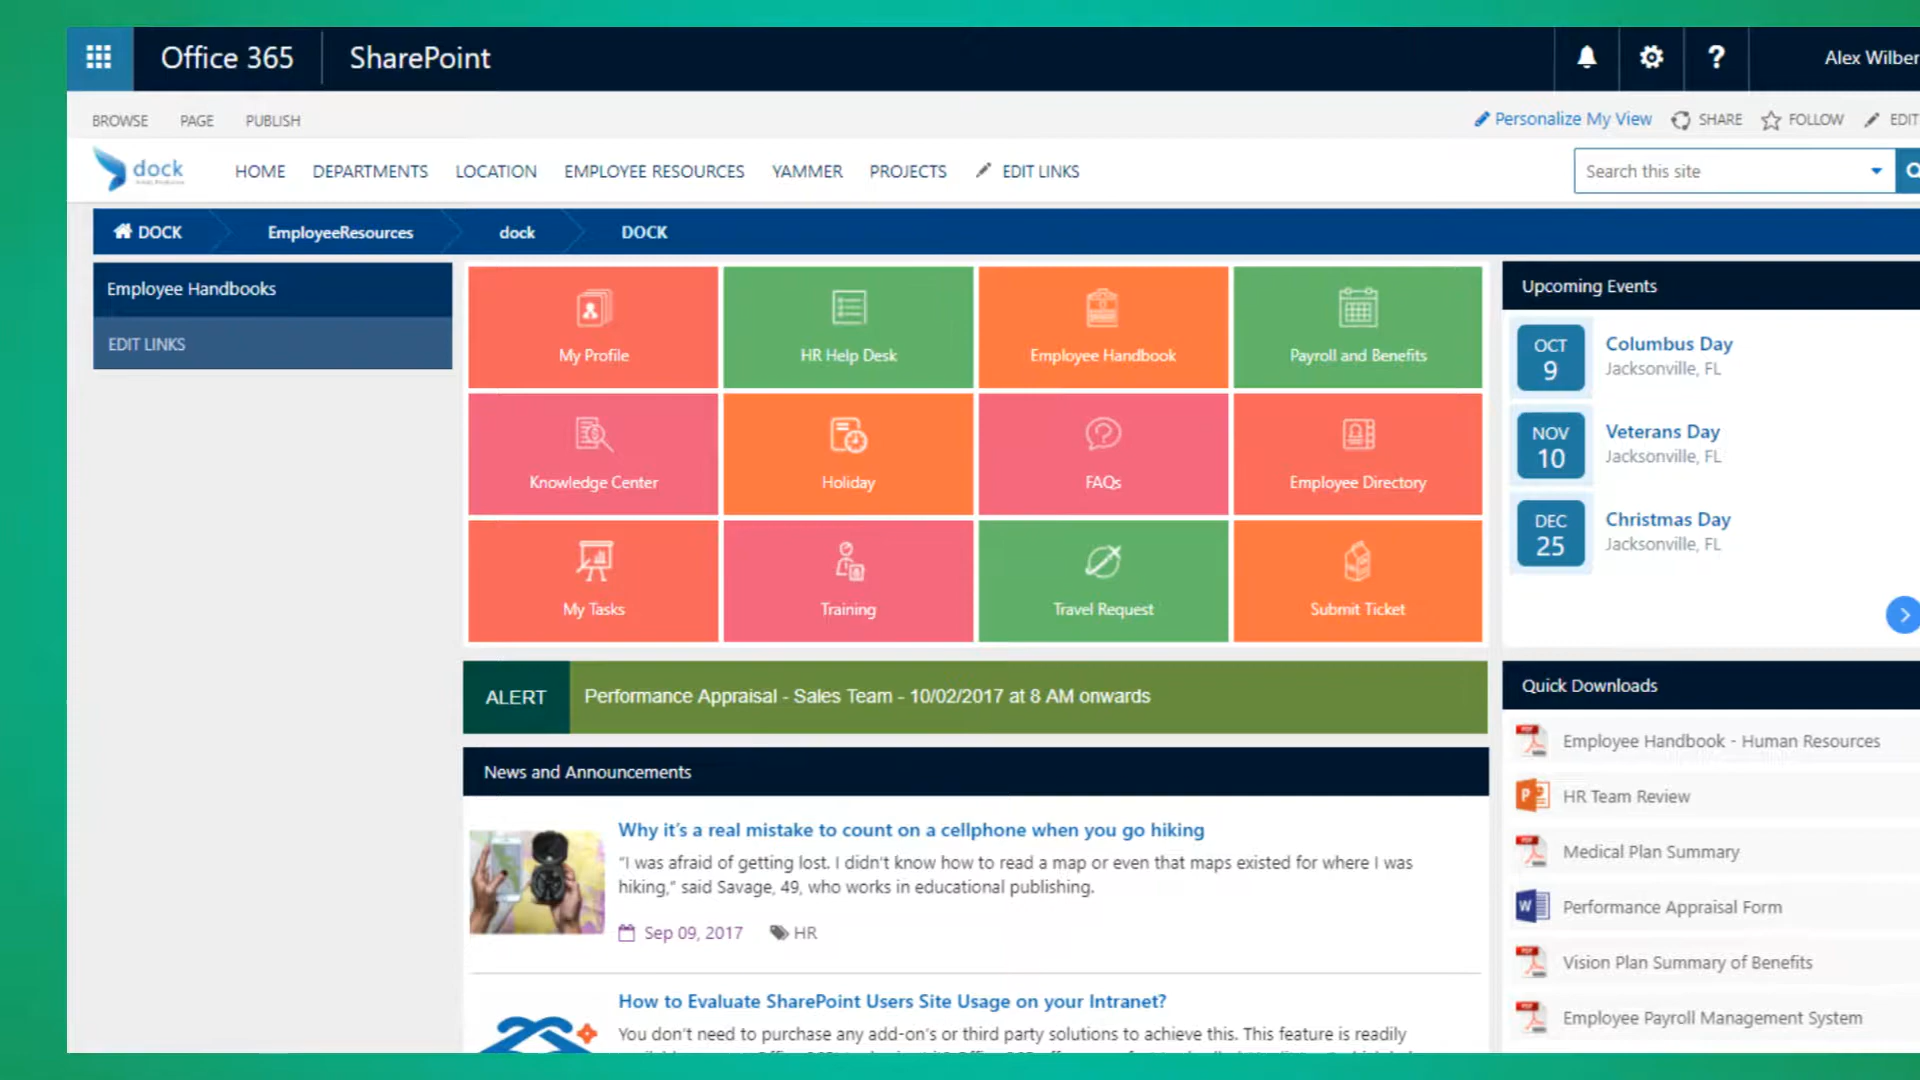 Office 365
SharePoint
Alex Wilber
BROWSE
PAGE
PUBLISH
Personalize My View
SHARE
FOLLOW
EDIT
dock
HOME
DEPARTMENTS
LOCATION
EMPLOYEE RESOURCES
YAMMER
PROJECTS
EDIT LINKS
Search this site
DOCK
EmployeeResources
dock
DOCK
Employee Handbooks
EDIT LINKS
My Profile
HR Help Desk
Employee Handbook
Payroll and Benefits
Knowledge Center
Holiday
FAQs
Employee Directory
My Tasks
Training
Travel Request
Submit Ticket
Upcoming Events
OCT
9
Columbus Day
Jacksonville, FL
NOV
10
Veterans Day
Jacksonville, FL
DEC
25
Christmas Day
Jacksonville, FL
ALERT
Performance Appraisal - Sales Team - 10/02/2017 at 8 AM onwards
News and Announcements
Why it's a real mistake to count on a cellphone when you go hiking
"I was afraid of getting lost. I didn't know how to read a map or even that maps existed for where I was
hiking," said Savage, 49, who works in educational publishing.
Sep 09, 2017
HR
How to Evaluate SharePoint Users Site Usage on your Intranet?
You don't need to purchase any add-on's or third party solutions to achieve this. This feature is readily
Quick Downloads
Employee Handbook - Human Resources
HR Team Review
Medical Plan Summary
Performance Appraisal Form
Vision Plan Summary of Benefits
Employee Payroll Management System